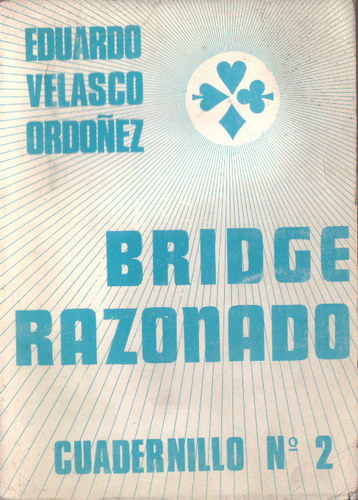 EDUARDO
VELASCO
ORDOÑEZ
BRIDGE
RAZONADO
CUADERNILLO Nº 2